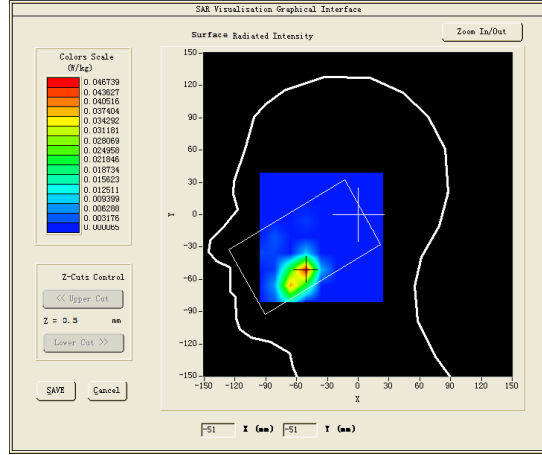 SAR Visualisation Graphical Interface
Surface Radiated Intensity
Zoom In/Out
Colors Scale
(W/kg)
0.046739
0.043627
0.040516
0.037404
0.034292
0.031181
0.028069
0.024958
0.021846
0.018734
0.015623
0.012511
0.009399
0.006288
0.003176
0.000065
Z-Cuts Control
<< Upper Cut
Z = 3.5 mm
Lower Cut >>
SAVE
Cancel
150
120
90
60
30
0
-30
-60
-90
-120
-150
Y
-150 -120 -90 -60 -30 0 30 60 90 120 150
X
-51 X (mm) -51 Y (mm)